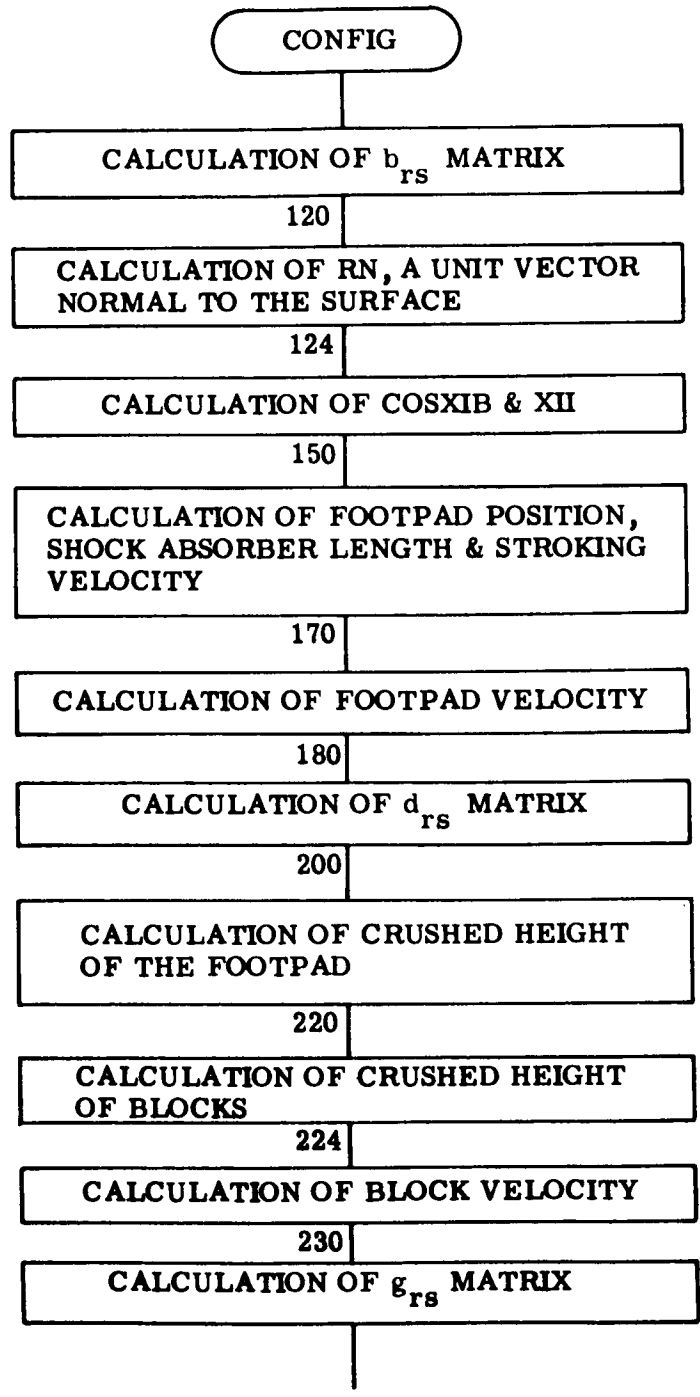 CONFIG
CALCULATION OF b_rs MATRIX
120
CALCULATION OF RN, A UNIT VECTOR
NORMAL TO THE SURFACE
124
CALCULATION OF COSXIB & XII
150
CALCULATION OF FOOTPAD POSITION,
SHOCK ABSORBER LENGTH & STROKING
VELOCITY
170
CALCULATION OF FOOTPAD VELOCITY
180
CALCULATION OF d_rs MATRIX
200
CALCULATION OF CRUSHED HEIGHT
OF THE FOOTPAD
220
CALCULATION OF CRUSHED HEIGHT
OF BLOCKS
224
CALCULATION OF BLOCK VELOCITY
230
CALCULATION OF g_rs MATRIX